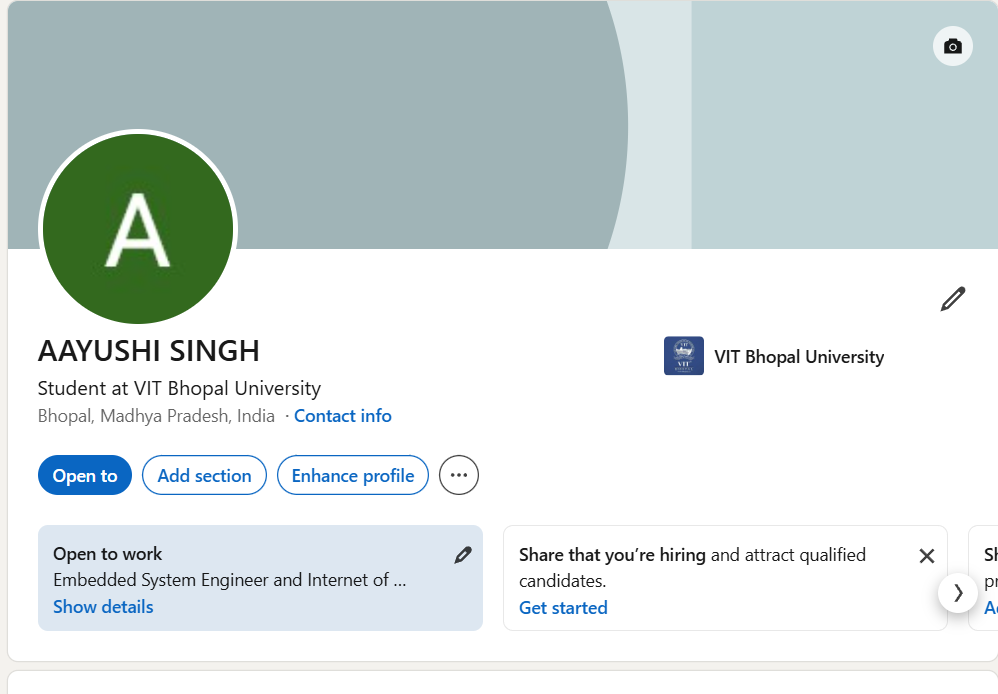 A
AAYUSHI SINGH
VIT Bhopal University
Student at VIT Bhopal University
Bhopal, Madhya Pradesh, India · Contact info
Open to
Add section
Enhance profile
Open to work
Embedded System Engineer and Internet of ...
Show details
Share that you’re hiring and attract qualified
candidates.
Get started